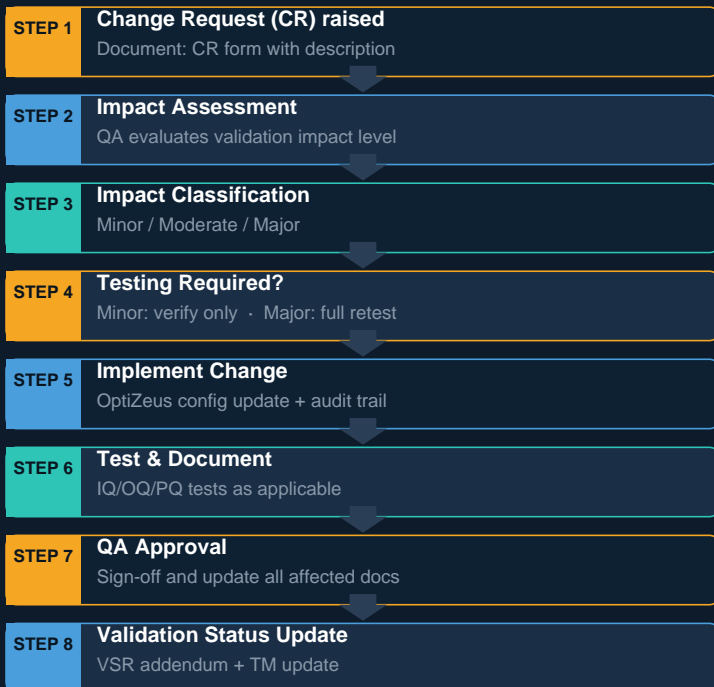 STEP 1
Change Request (CR) raised
Document: CR form with description
STEP 2
Impact Assessment
QA evaluates validation impact level
STEP 3
Impact Classification
Minor / Moderate / Major
STEP 4
Testing Required?
Minor: verify only · Major: full retest
STEP 5
Implement Change
OptiZeus config update + audit trail
STEP 6
Test & Document
IQ/OQ/PQ tests as applicable
STEP 7
QA Approval
Sign-off and update all affected docs
STEP 8
Validation Status Update
VSR addendum + TM update